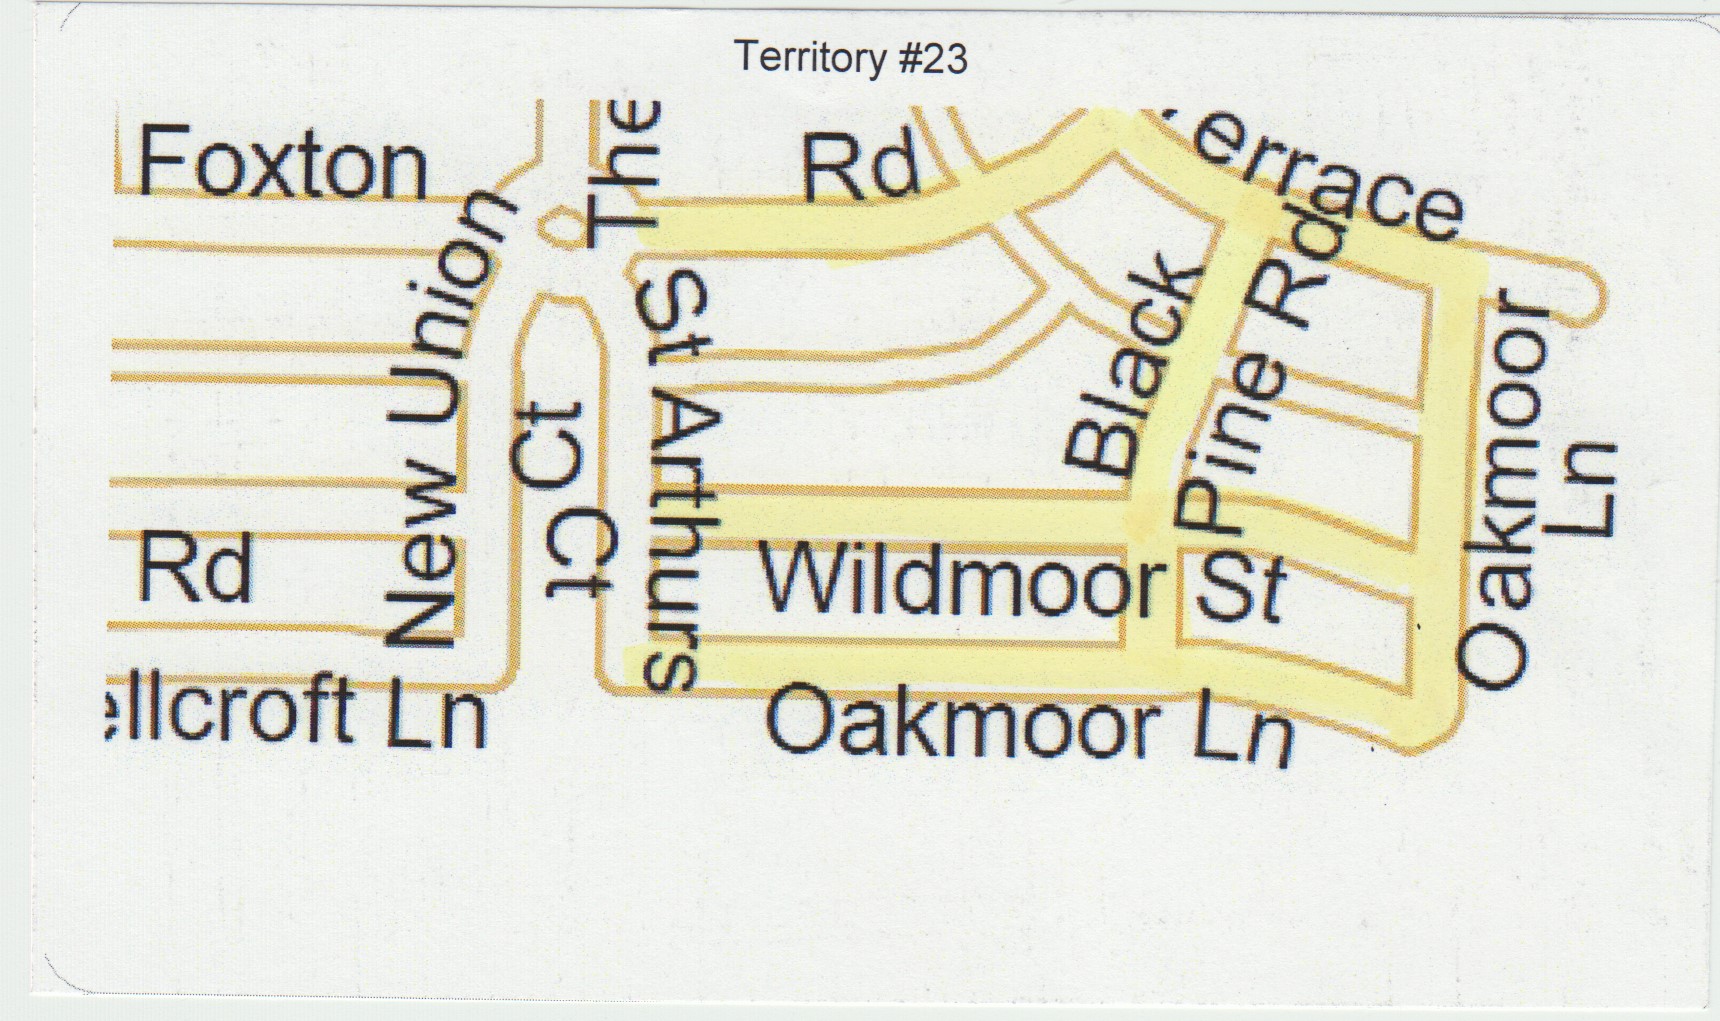 Territory #23
Foxton
Rd
errace
The
St Arthurs
Ct
New Union
Ct
Black
Pine Rd
Oakmoor
Ln
Rd
Wildmoor St
ellcroft Ln
Oakmoor Ln